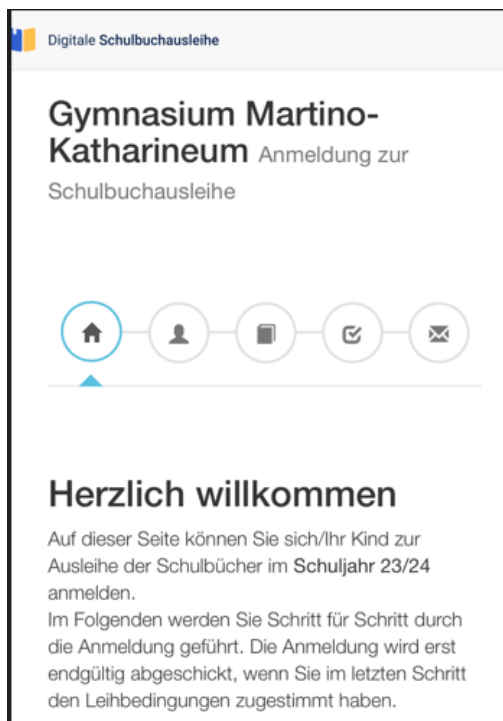 Digitale Schulbuchausleihe
Gymnasium Martino-
Katharineum Anmeldung zur
Schulbuchausleihe
Herzlich willkommen
Auf dieser Seite können Sie sich/Ihr Kind zur
Ausleihe der Schulbücher im Schuljahr 23/24
anmelden.
Im Folgenden werden Sie Schritt für Schritt durch
die Anmeldung geführt. Die Anmeldung wird erst
endgültig abgeschickt, wenn Sie im letzten Schritt
den Leihbedingungen zugestimmt haben.